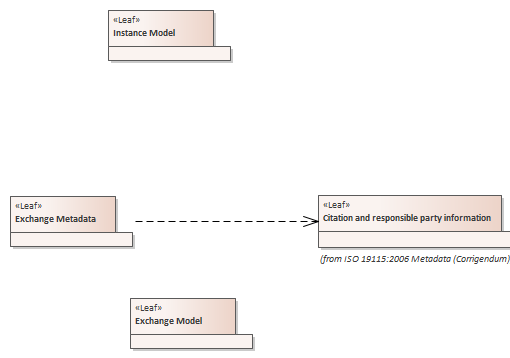 «Leaf»
Instance Model
«Leaf»
Exchange Metadata
«Leaf»
Citation and responsible party information
(from ISO 19115:2006 Metadata (Corrigendum)
«Leaf»
Exchange Model